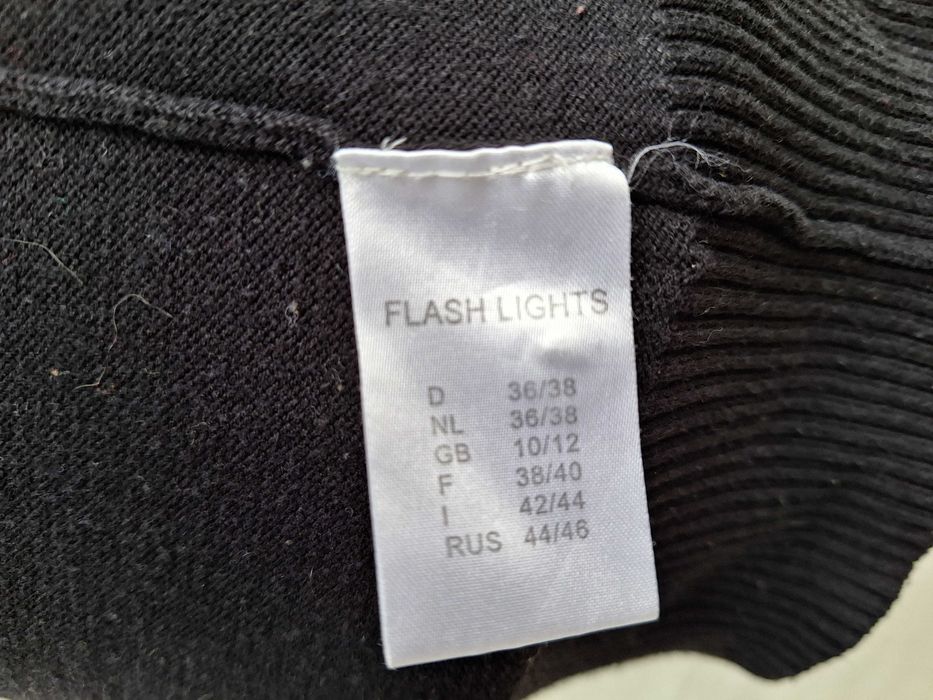 FLASH LIGHTS
D 36/38
NL 36/38
GB 10/12
F 38/40
I 42/44
RUS 44/46